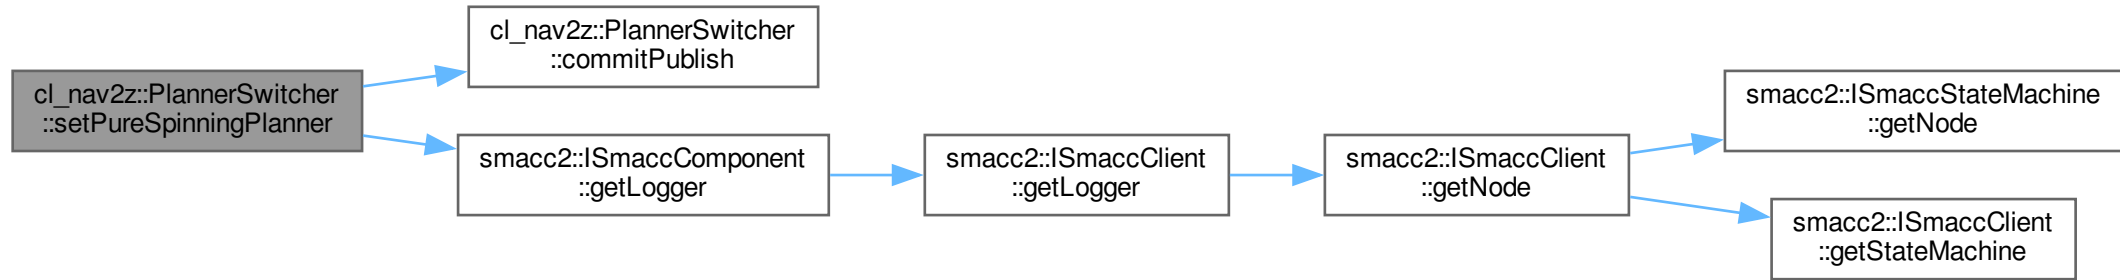 cl_nav2z::PlannerSwitcher
::setPureSpinningPlanner
cl_nav2z::PlannerSwitcher
::commitPublish
smacc2::ISmaccComponent
::getLogger
smacc2::ISmaccClient
::getLogger
smacc2::ISmaccClient
::getNode
smacc2::ISmaccStateMachine
::getNode
smacc2::ISmaccClient
::getStateMachine